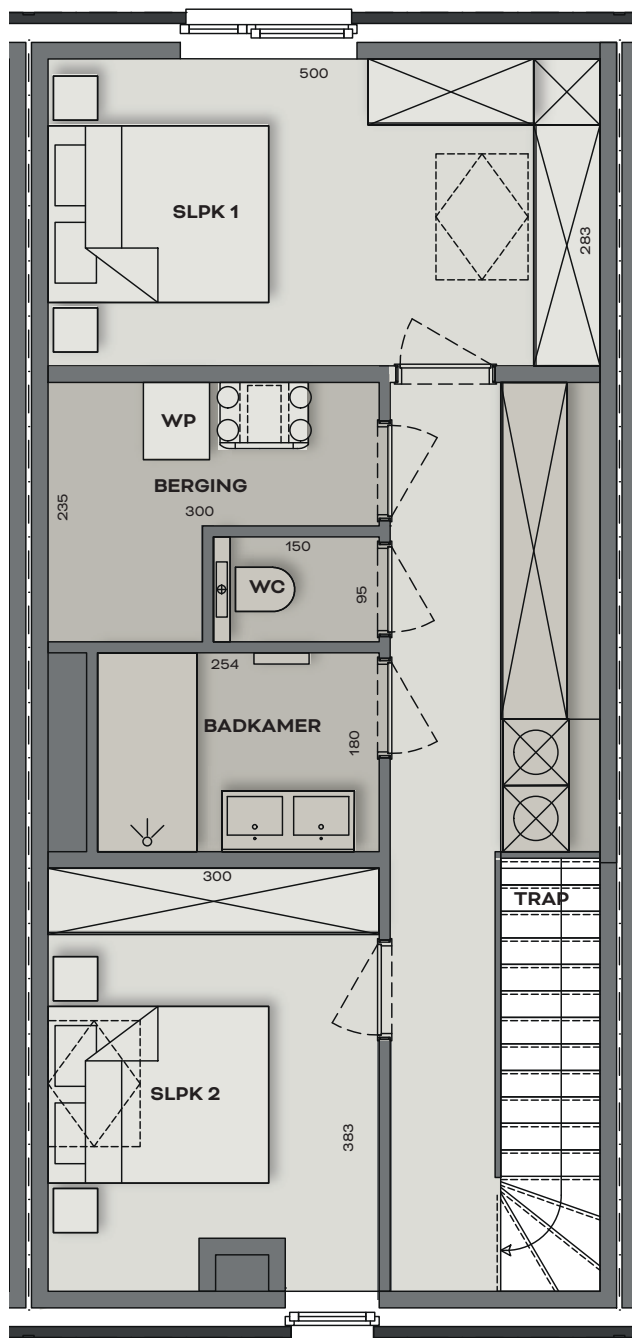 500
SLPK 1
283
WP
BERGING
235
300
150
WC
95
254
BADKAMER
180
300
TRAP
SLPK 2
383